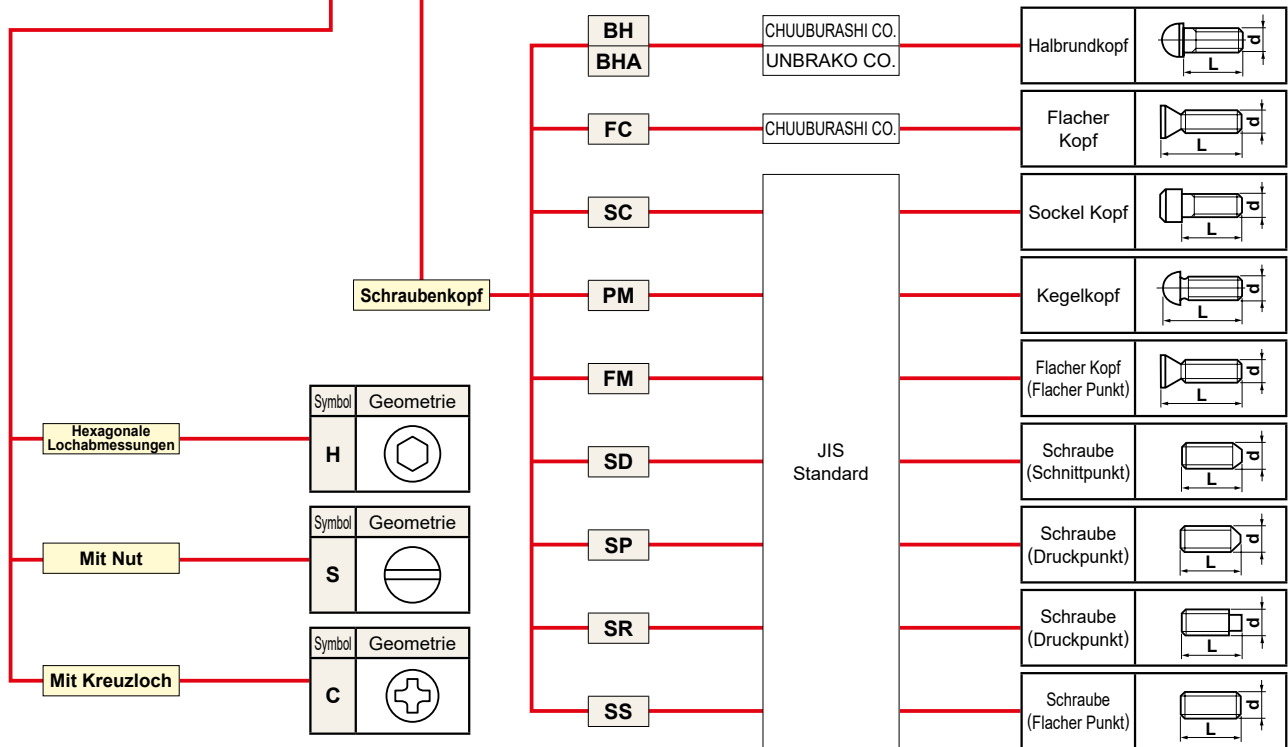 BH
BHA
CHUUBURASHI CO.
UNBRAKO CO.
Halbrundkopf
L
d
FC
CHUUBURASHI CO.
Flacher
Kopf
L
d
SC
Sockel Kopf
L
d
Schraubenkopf
PM
Kegelkopf
L
d
FM
Flacher Kopf
(Flacher Punkt)
L
d
JIS
Standard
SD
Schraube
(Schnittpunkt)
L
d
SP
Schraube
(Druckpunkt)
L
d
SR
Schraube
(Druckpunkt)
L
d
SS
Schraube
(Flacher Punkt)
L
d
Hexagonale
Lochabmessungen
Symbol Geometrie
H
Mit Nut
Symbol Geometrie
S
Mit Kreuzloch
Symbol Geometrie
C